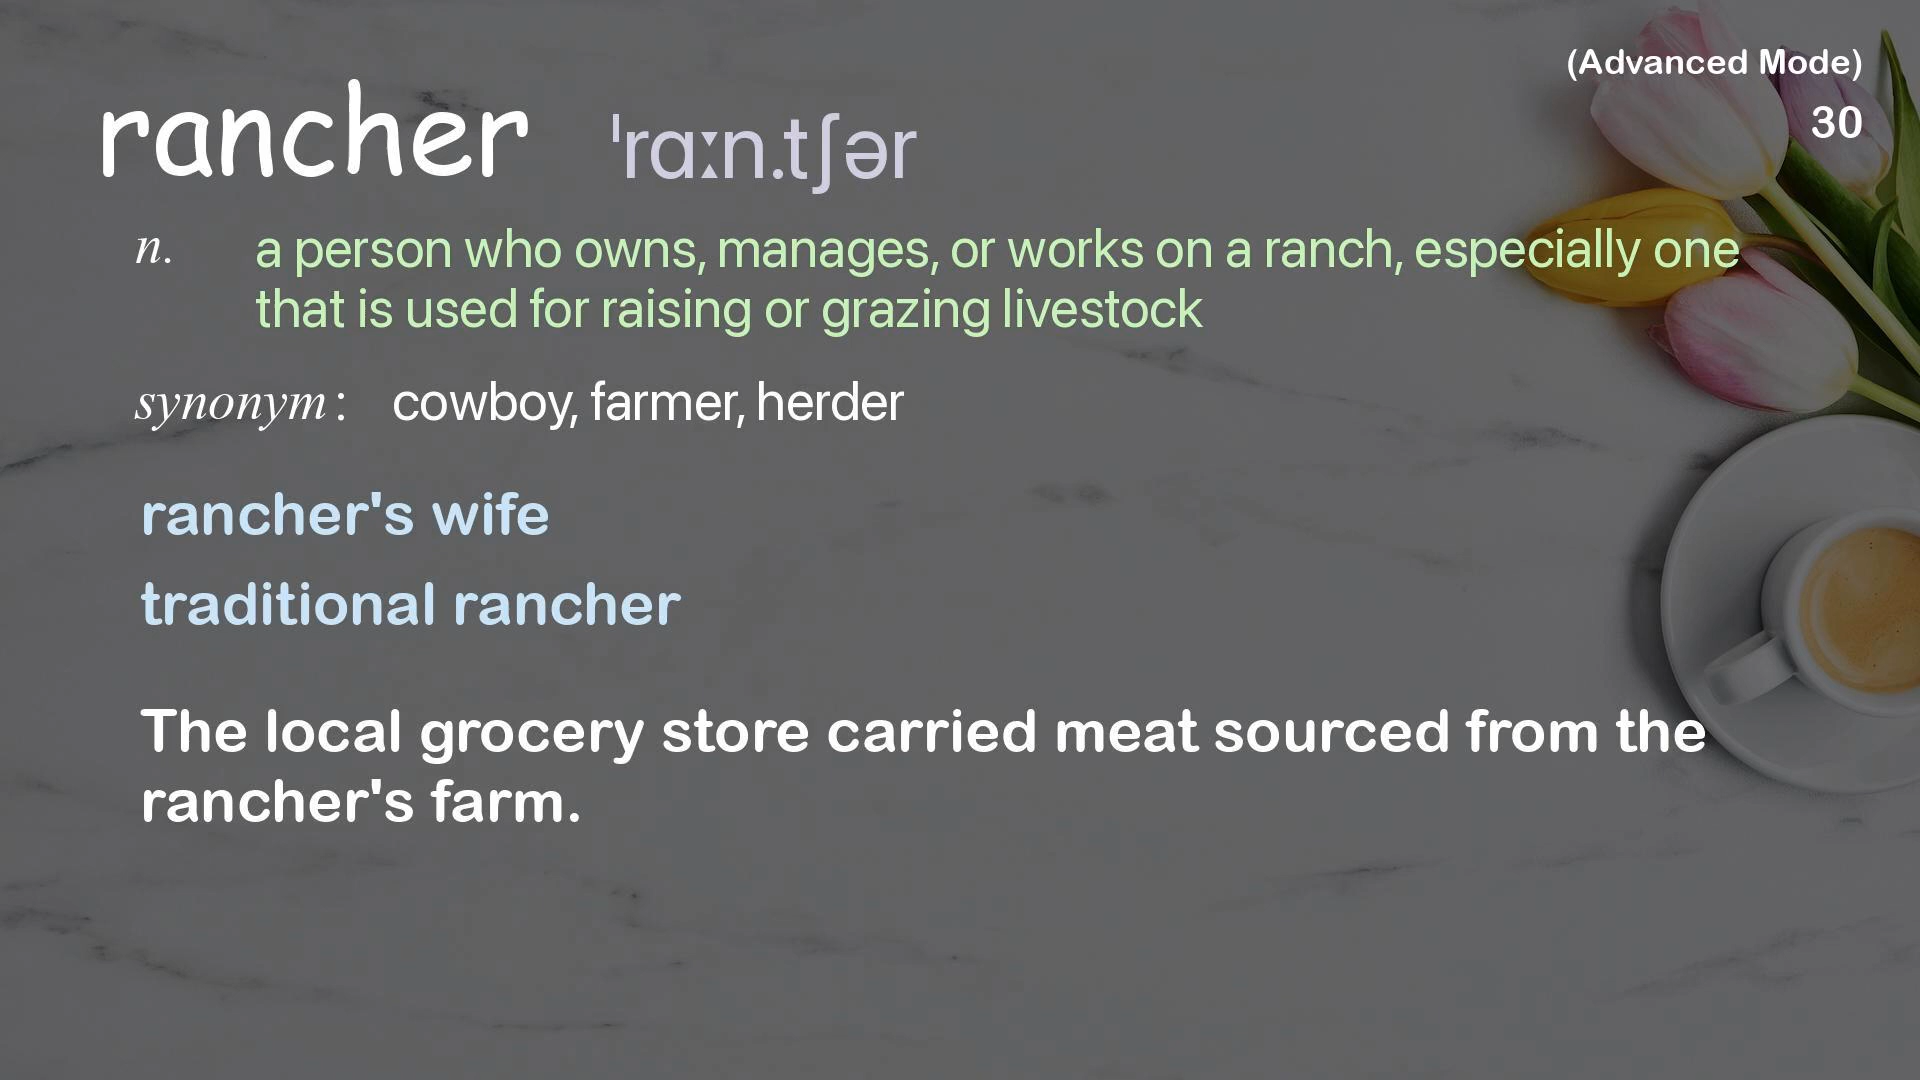 (Advanced Mode)
30
rancher ˈrɑːn.tʃər
n. a person who owns, manages, or works on a ranch, especially one
that is used for raising or grazing livestock
synonym: cowboy, farmer, herder
rancher's wife
traditional rancher
The local grocery store carried meat sourced from the
rancher's farm.